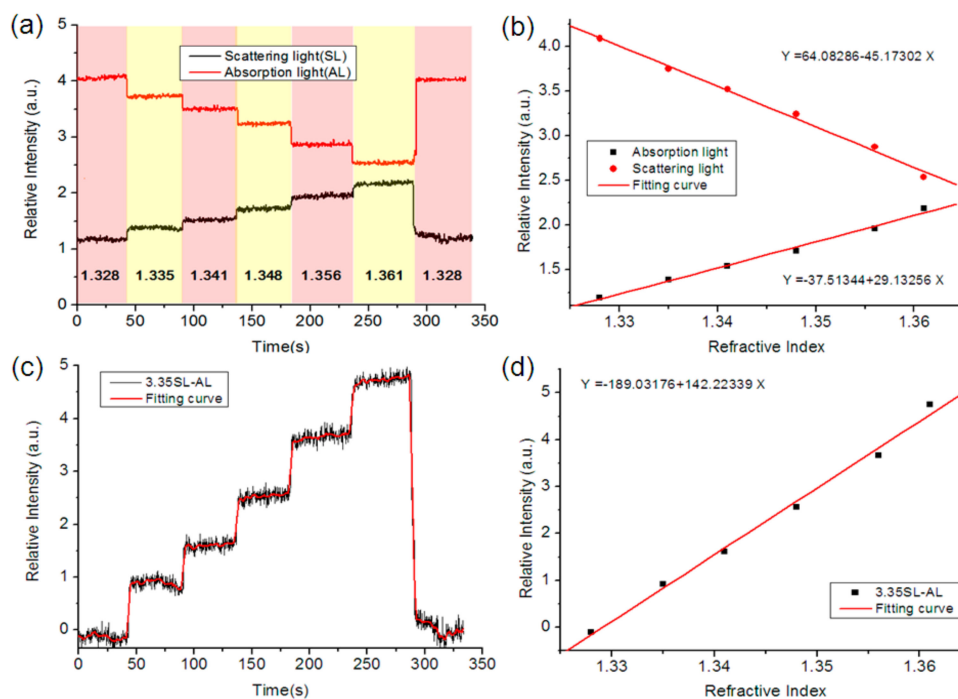 (a)
Scattering light(SL)
Absorption light(AL)
Relative Intensity (a.u.)
5
4
3
2
1
0
1.328 1.335 1.341 1.348 1.356 1.361 1.328
0 50 100 150 200 250 300 350
Time(s)
(b)
Y =64.08286-45.17302 X
Absorption light
Scattering light
Fitting curve
Y=-37.51344+29.13256 X
Relative Intensity (a.u.)
4.0
3.5
3.0
2.5
2.0
1.5
1.33 1.34 1.35 1.36
Refractive Index
(c)
3.35SL-AL
Fitting curve
Relative Intensity (a.u.)
5
4
3
2
1
0
0 50 100 150 200 250 300 350
Time(s)
(d)
Y =-189.03176+142.22339 X
3.35SL-AL
Fitting curve
Relative Intensity (a.u.)
5
4
3
2
1
0
1.33 1.34 1.35 1.36
Refractive Index